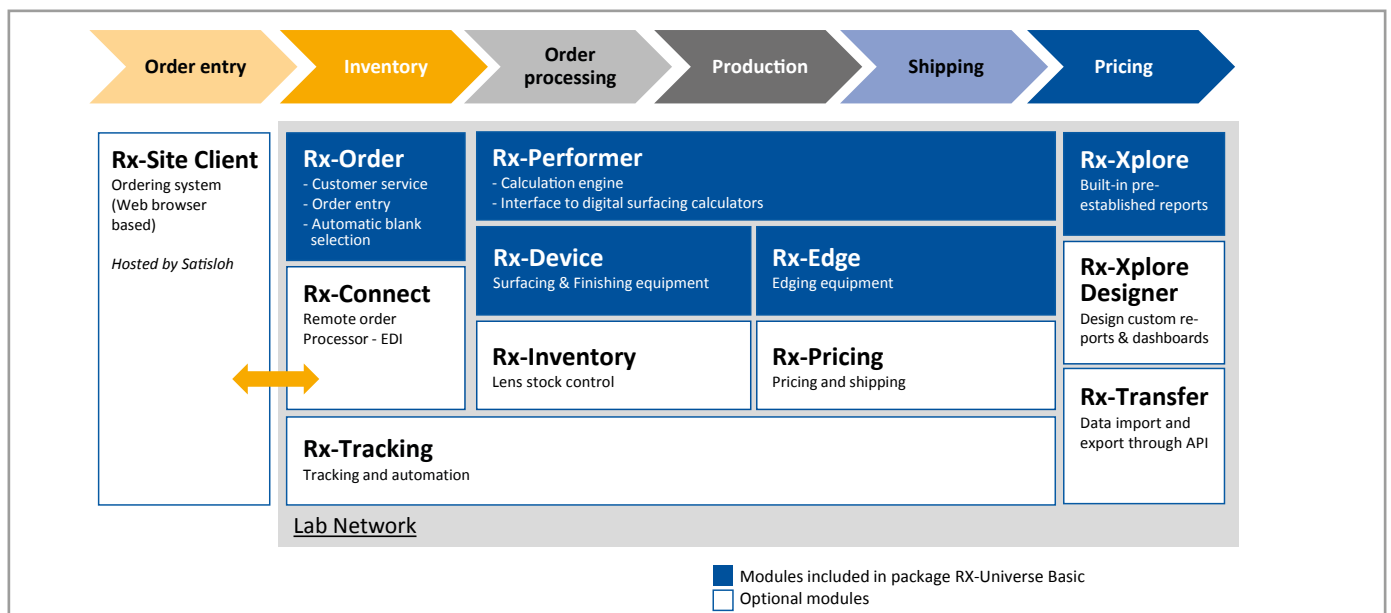 Order entry
Inventory
Order
processing
Production
Shipping
Pricing
Rx-Site Client
Ordering system
(Web browser
based)
Hosted by Satisloh
Rx-Order
- Customer service
- Order entry
- Automatic blank
selection
Rx-Connect
Remote order
Processor - EDI
Rx-Performer
- Calculation engine
- Interface to digital surfacing calculators
Rx-Device
Surfacing & Finishing equipment
Rx-Edge
Edging equipment
Rx-Inventory
Lens stock control
Rx-Pricing
Pricing and shipping
Rx-Tracking
Tracking and automation
Rx-Xplore
Built-in pre-
established reports
Rx-Xplore
Designer
Design custom re-
ports & dashboards
Rx-Transfer
Data import and
export through API
Lab Network
Modules included in package RX-Universe Basic
Optional modules